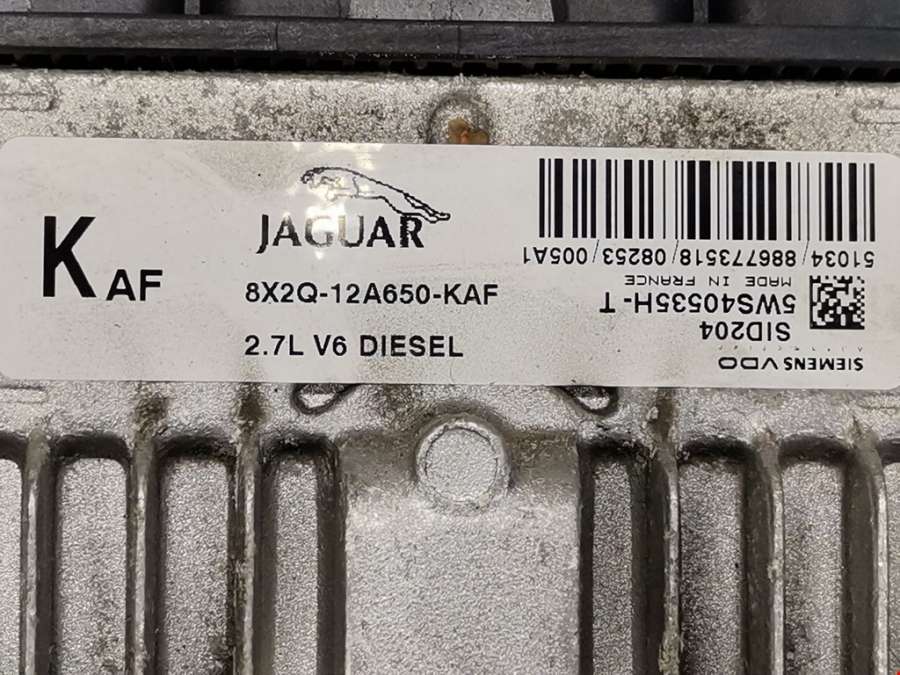 K AF
JAGUAR
8X2Q-12A650-KAF
2.7L V6 DIESEL
SIEMENS VDO
SID204
5WS40535H-T
MADE IN FRANCE
51034/886773518/08253/005A1